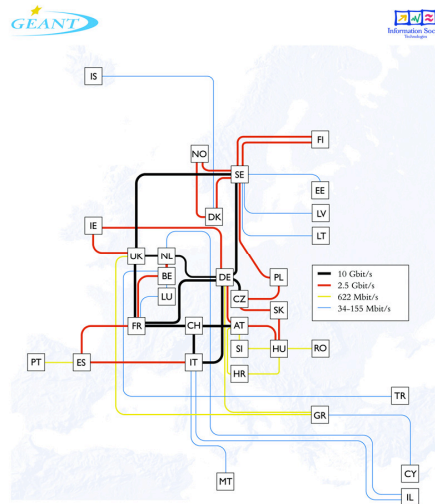 GEANT
Information Soc
Technologies
IS
NO
FI
SE
EE
DK
LV
IE
LT
UK
NL
BE
DE
PL
LU
CZ
SK
10 Gbit/s
2.5 Gbit/s
622 Mbit/s
34-155 Mbit/s
FR
CH
AT
SI
HU
RO
PT
ES
IT
HR
TR
GR
MT
CY
IL